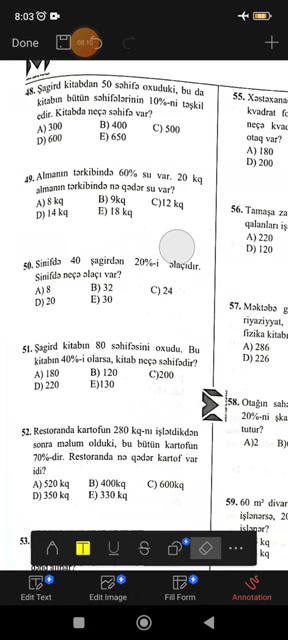 8:03
Done
08:10
48. Şagird kitabdan 50 səhifə oxuduki, bu da
kitabın bütün səhifələrinin 10%-ni təşkil
edir. Kitabda neçə səhifə var?
A) 300 B) 400 C) 500
D) 600 E) 650
49. Almanın tərkibində 60% su var. 20 kq
almanın tərkibində nə qədər su var?
A) 8 kq B) 9kq C)12 kq
D) 14 kq E) 18 kq
50. Sinifdə 40 şagirdən 20%-i əlaçıdır.
Sinifdə neçə əlaçı var?
A) 8 B) 32 C) 24
D) 20 E) 30
51. Şagird kitabın 80 səhifəsini oxudu. Bu
kitabın 40%-i olarsa, kitab neçə səhifədir?
A) 180 B) 120 C)200
D) 220 E)130
52. Restoranda kartofun 280 kq-nı işlətdikdən
sonra məlum olduki, bu bütün kartofun
70%-dir. Restoranda nə qədər kartof var
idi?
A) 520 kq B) 400kq C) 600kq
D) 350 kq E) 330 kq
53.
55. Xəstəxana
kvadrat
neçə
otaq var?
A) 180
D) 200
56. Tamaşa
qalanları
A) 220
D) 120
57. Məktəbə
riyaziyyat,
fizika
A) 286
D) 226
58. Otağın
20%-ni
tutur?
A)2 B)
59. 60 m² divar
işlənərsə,
işlənər?
kq
kq
Edit Text
Edit Image
Fill Form
Annotation